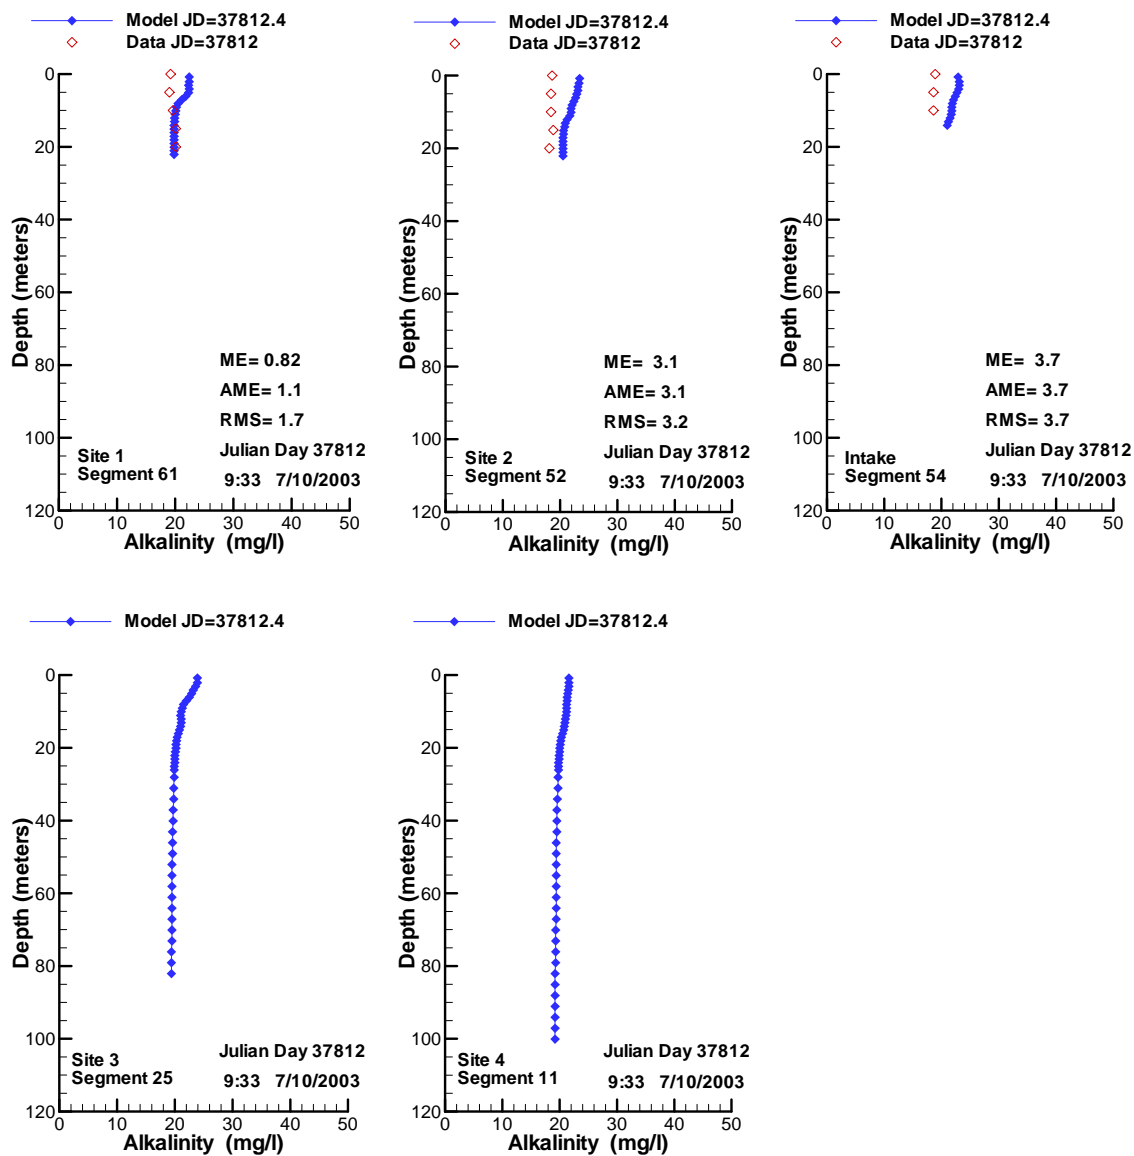 Model JD=37812.4
Data JD=37812
0
20
40
60
80
100
120
Depth (meters)
ME= 0.82
AME= 1.1
RMS= 1.7
Julian Day 37812
9:33 7/10/2003
Site 1
Segment 61
0 10 20 30 40 50
Alkalinity (mg/l)
Model JD=37812.4
Data JD=37812
0
20
40
60
80
100
120
Depth (meters)
ME= 3.1
AME= 3.1
RMS= 3.2
Julian Day 37812
9:33 7/10/2003
Site 2
Segment 52
0 10 20 30 40 50
Alkalinity (mg/l)
Model JD=37812.4
Data JD=37812
0
20
40
60
80
100
120
Depth (meters)
ME= 3.7
AME= 3.7
RMS= 3.7
Julian Day 37812
9:33 7/10/2003
Intake
Segment 54
0 10 20 30 40 50
Alkalinity (mg/l)
Model JD=37812.4
0
20
40
60
80
100
120
Depth (meters)
Julian Day 37812
9:33 7/10/2003
Site 3
Segment 25
0 10 20 30 40 50
Alkalinity (mg/l)
Model JD=37812.4
0
20
40
60
80
100
120
Depth (meters)
Julian Day 37812
9:33 7/10/2003
Site 4
Segment 11
0 10 20 30 40 50
Alkalinity (mg/l)